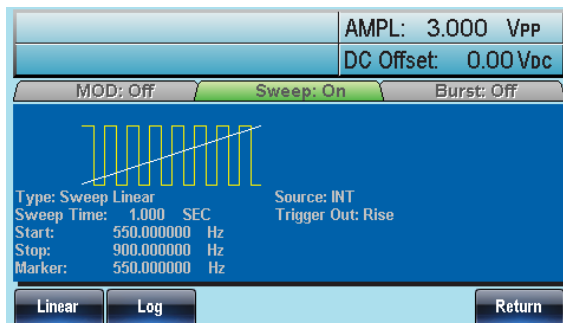 AMPL: 3.000 VPP
DC Offset: 0.00 VDC
MOD: Off Sweep: On Burst: Off
Type: Sweep Linear Source: INT
Sweep Time: 1.000 SEC Trigger Out: Rise
Start: 550.000000 Hz
Stop: 900.000000 Hz
Marker: 550.000000 Hz
Linear Log Return